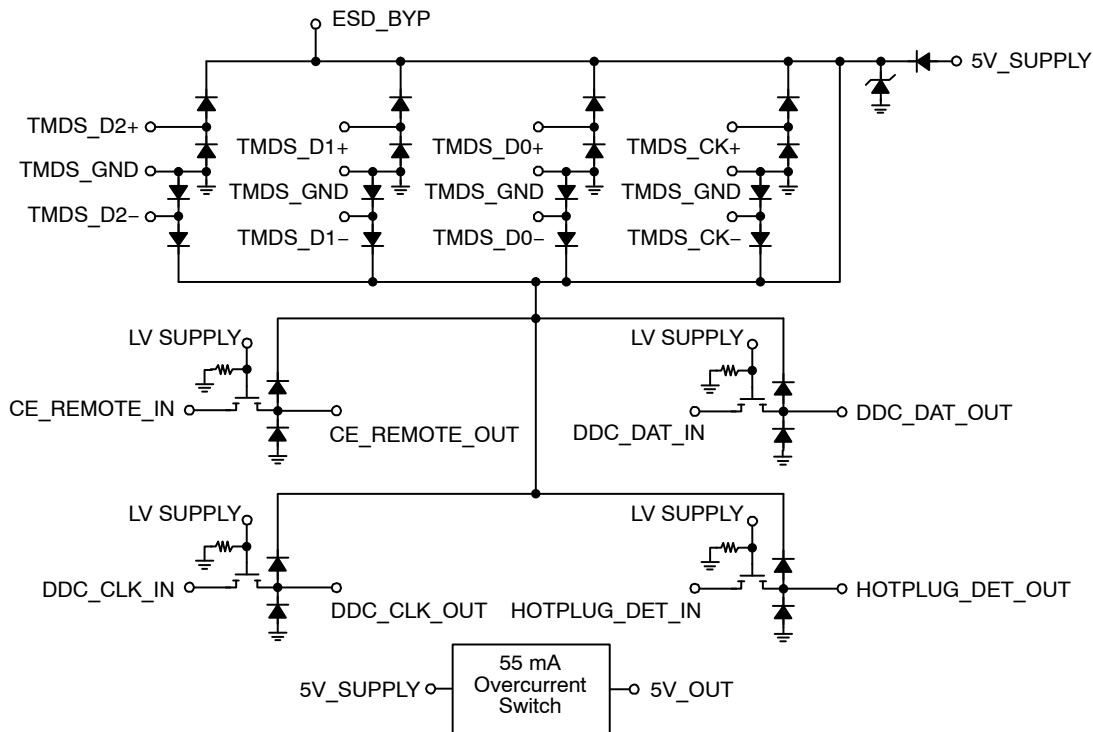 ESD_BYP
5V_SUPPLY
TMDS_D2+
TMDS_D1+
TMDS_D0+
TMDS_CK+
TMDS_GND
TMDS_GND
TMDS_GND
TMDS_GND
TMDS_D2−
TMDS_D1−
TMDS_D0−
TMDS_CK−
LV SUPPLY
LV SUPPLY
CE_REMOTE_IN
CE_REMOTE_OUT
DDC_DAT_IN
DDC_DAT_OUT
LV SUPPLY
LV SUPPLY
DDC_CLK_IN
DDC_CLK_OUT
HOTPLUG_DET_IN
HOTPLUG_DET_OUT
5V_SUPPLY
55 mA
Overcurrent
Switch
5V_OUT